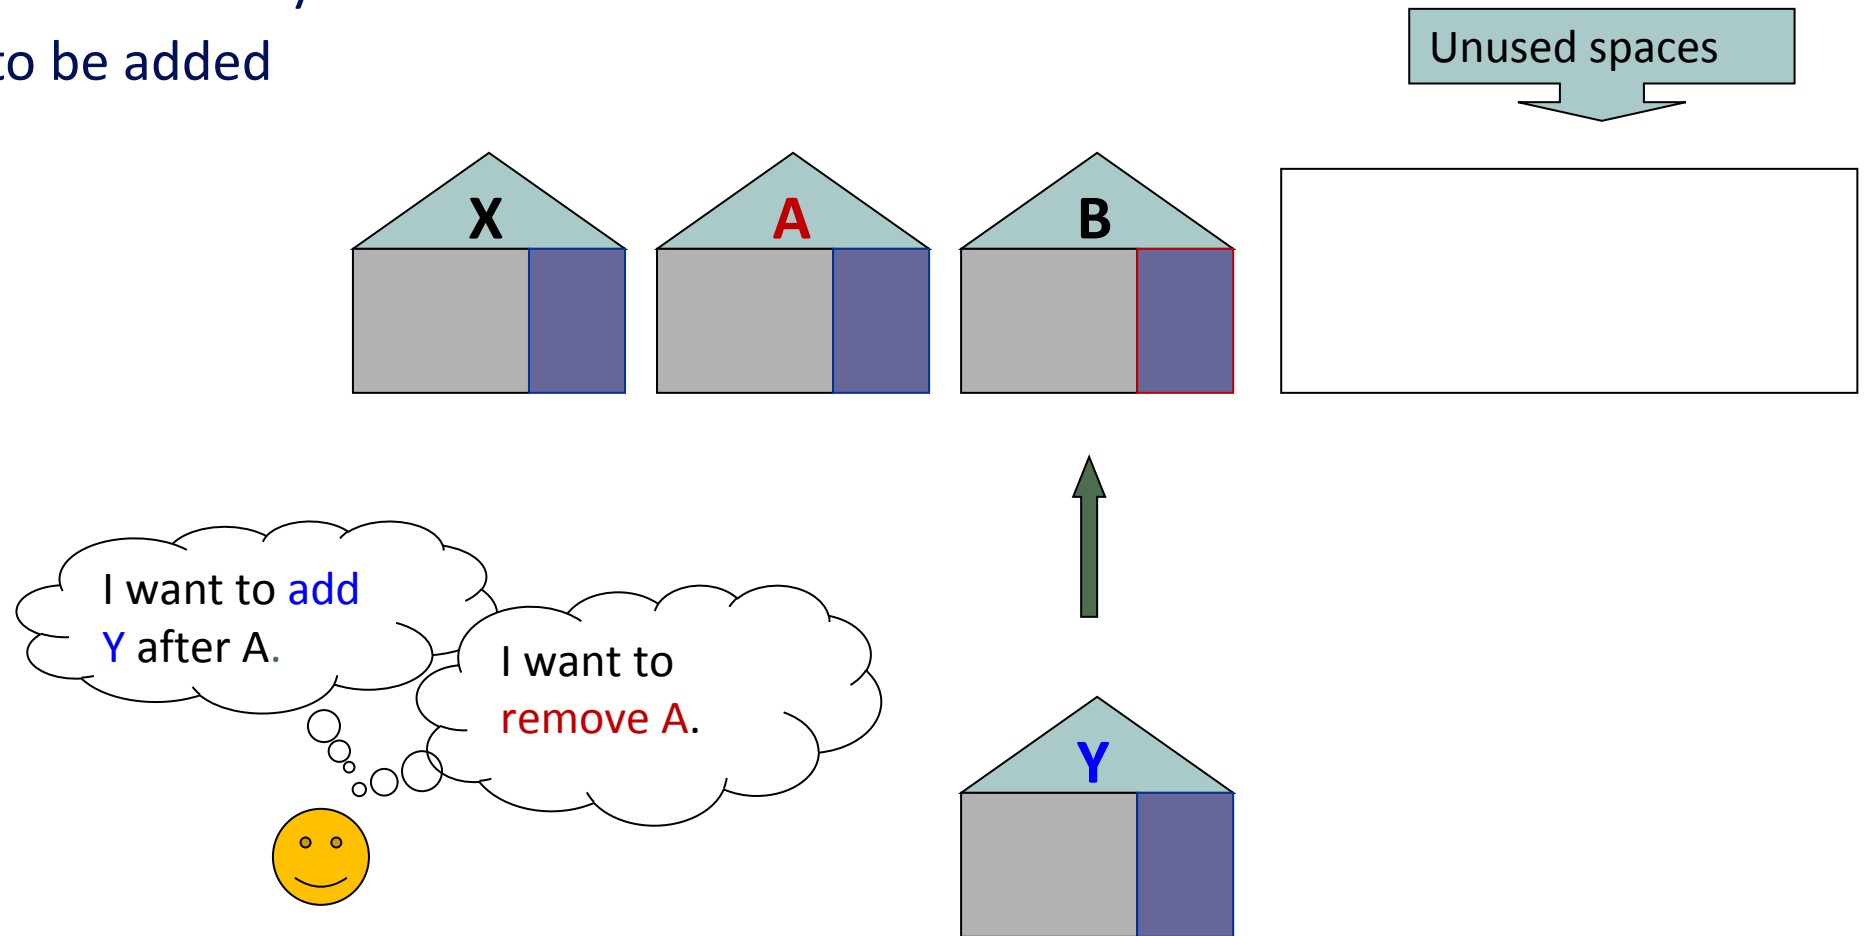 to be added
Unused spaces
X
A
B
I want to add
Y after A.
I want to
remove A.
Y